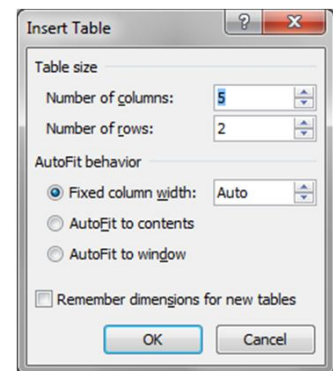 Insert Table
Table size
Number of columns: 5
Number of rows: 2
AutoFit behavior
Fixed column width: Auto
AutoFit to contents
AutoFit to window
Remember dimensions for new tables
OK Cancel